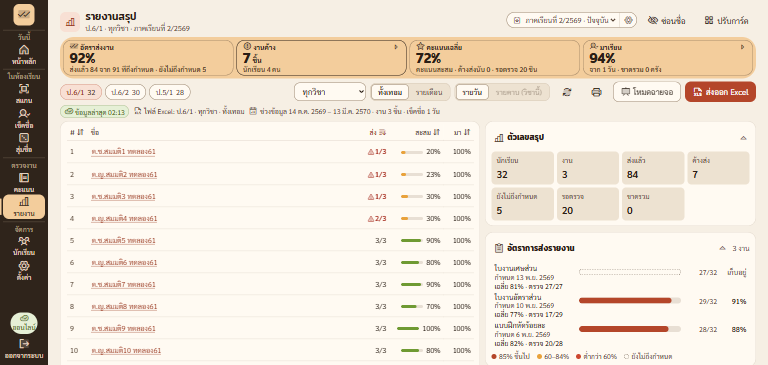 รายงานสรุป
ป.6/1 · ทุกวิชา · ภาคเรียนที่ 2/2569
ภาคเรียนที่ 2/2569 · ปัจจุบัน
ซ่อนชื่อ
ปรับการ์ด
วันนี้
หน้าหลัก
ในห้องเรียน
สแกน
เช็คชื่อ
สุ่มชื่อ
ตรวจงาน
คะแนน
รายงาน
จัดการ
นักเรียน
ตั้งค่า
ออนไลน์
ออกจากระบบ
อัตราส่งงาน
92%
ส่งแล้ว 84 จาก 91 ที่ถึงกำหนด · ยังไม่ถึงกำหนด 5
งานค้าง
7 ชิ้น
นักเรียน 4 คน
คะแนนเฉลี่ย
72%
คะแนนสะสม · ค้างส่งนับ 0 · รอตรวจ 20 ชิ้น
มาเรียน
94%
จาก 1 วัน · ขาดรวม 0 ครั้ง
ป.6/1 32
ป.6/2 30
ป.5/1 28
ทุกวิชา
ทั้งเทอม
รายเดือน
รายวัน
รายคาบ (วิชานี้)
โหมดฉายจอ
ส่งออก Excel
ข้อมูลล่าสุด 02:13
ไฟล์ Excel: ป.6/1 · ทุกวิชา · ทั้งเทอม
ช่วงข้อมูล 14 ต.ค. 2569 – 13 มี.ค. 2570 · งาน 3 ชิ้น · เช็คชื่อ 1 วัน
# ชื่อ ส่ง สะสม มา
1 ด.ช.สมมติ1 ทดลอง61 1/3 20% 100%
2 ด.ญ.สมมติ2 ทดลอง61 1/3 23% 100%
3 ด.ช.สมมติ3 ทดลอง61 1/3 30% 100%
4 ด.ญ.สมมติ4 ทดลอง61 2/3 30% 100%
5 ด.ช.สมมติ5 ทดลอง61 3/3 90% 100%
6 ด.ญ.สมมติ6 ทดลอง61 3/3 80% 100%
7 ด.ช.สมมติ7 ทดลอง61 3/3 90% 100%
8 ด.ญ.สมมติ8 ทดลอง61 3/3 70% 100%
9 ด.ช.สมมติ9 ทดลอง61 3/3 100% 100%
10 ด.ญ.สมมติ10 ทดลอง61 3/3 80% 100%
ตัวเลขสรุป
นักเรียน
32
งาน
3
ส่งแล้ว
84
ค้างส่ง
7
ยังไม่ถึงกำหนด
5
รอตรวจ
20
ขาดรวม
0
อัตราการส่งรายงาน
3 งาน
ใบงานเศษส่วน
กำหนด 13 พ.ย. 2569
เฉลี่ย 81% · ตรวจ 27/27
27/32 เก็บอยู่
ใบงานอัตราส่วน
กำหนด 10 พ.ย. 2569
เฉลี่ย 77% · ตรวจ 17/29
29/32 91%
แบบฝึกหัดร้อยละ
กำหนด 6 พ.ย. 2569
เฉลี่ย 82% · ตรวจ 20/28
28/32 88%
85% ขึ้นไป
60–84%
ต่ำกว่า 60%
ยังไม่ถึงกำหนด